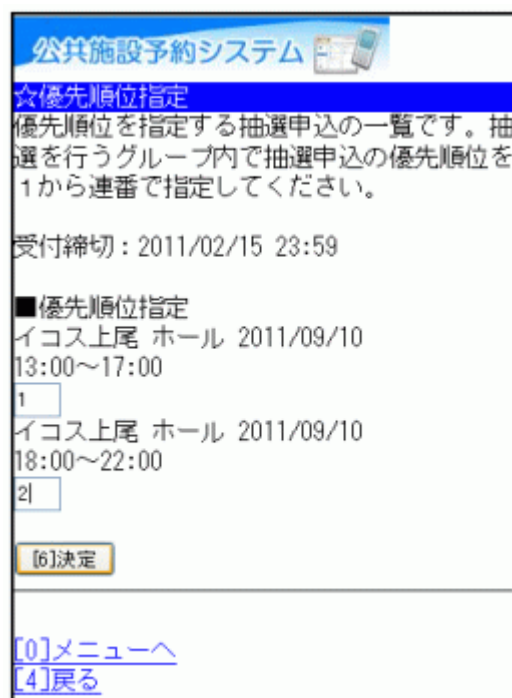 公共施設予約システム
☆優先順位指定
優先順位を指定する抽選申込の一覧です。抽
選を行うグループ内で抽選申込の優先順位を
1から連番で指定してください。
受付締切：2011/02/15 23:59
■優先順位指定
イコス上尾 ホール 2011/09/10
13:00～17:00
1
イコス上尾 ホール 2011/09/10
18:00～22:00
2
[6]決定
[0]メニューへ
[4]戻る